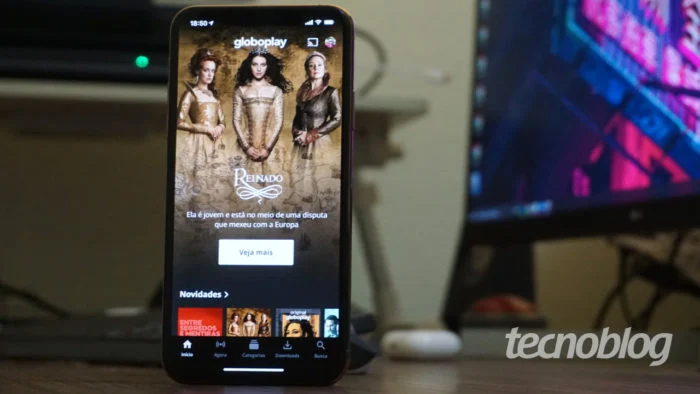 18:50
globoplay
REINADO
Ela é jovem e está no meio de uma disputa
que mexeu com a Europa
Veja mais
Novidades >
ENTRE
SEGREDOS
E MENTIRAS
original
globoplay
Início
Agora
Categorias
Downloads
Busca
LG
tecnoblog